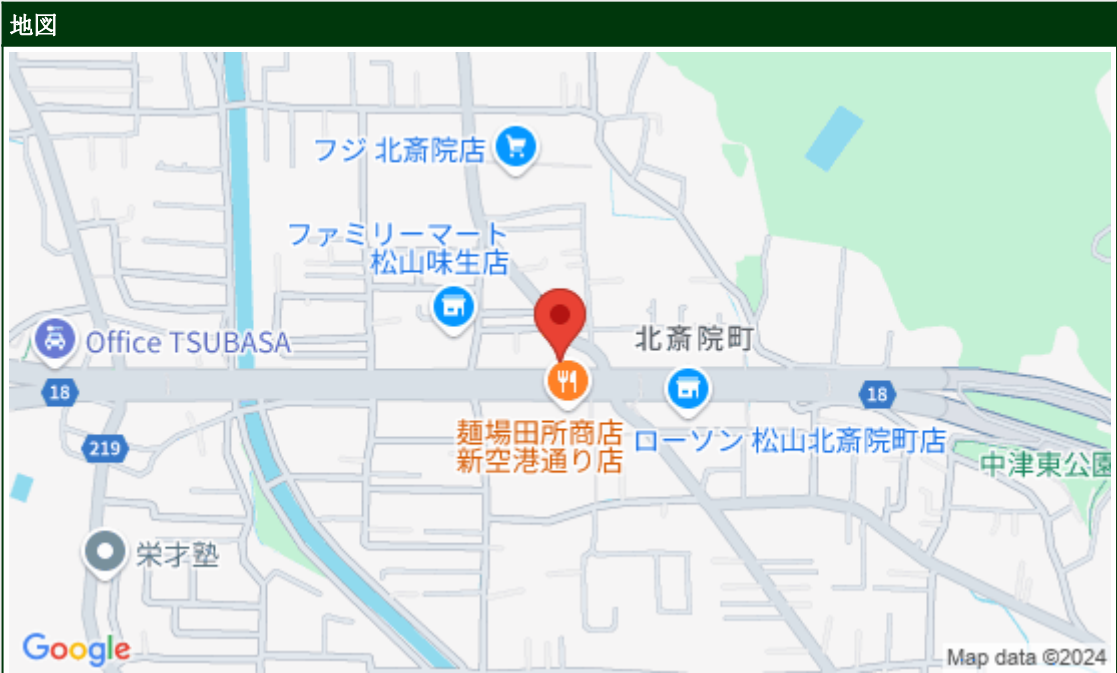 地図
フジ 北斎院店
ファミリーマート
松山味生店
Office TSUBASA
北斎院町
18
18
麺場田所商店
新空港通り店
ローソン 松山北斎院町店
219
中津東公園
栄才塾
Google
Map data ©2024